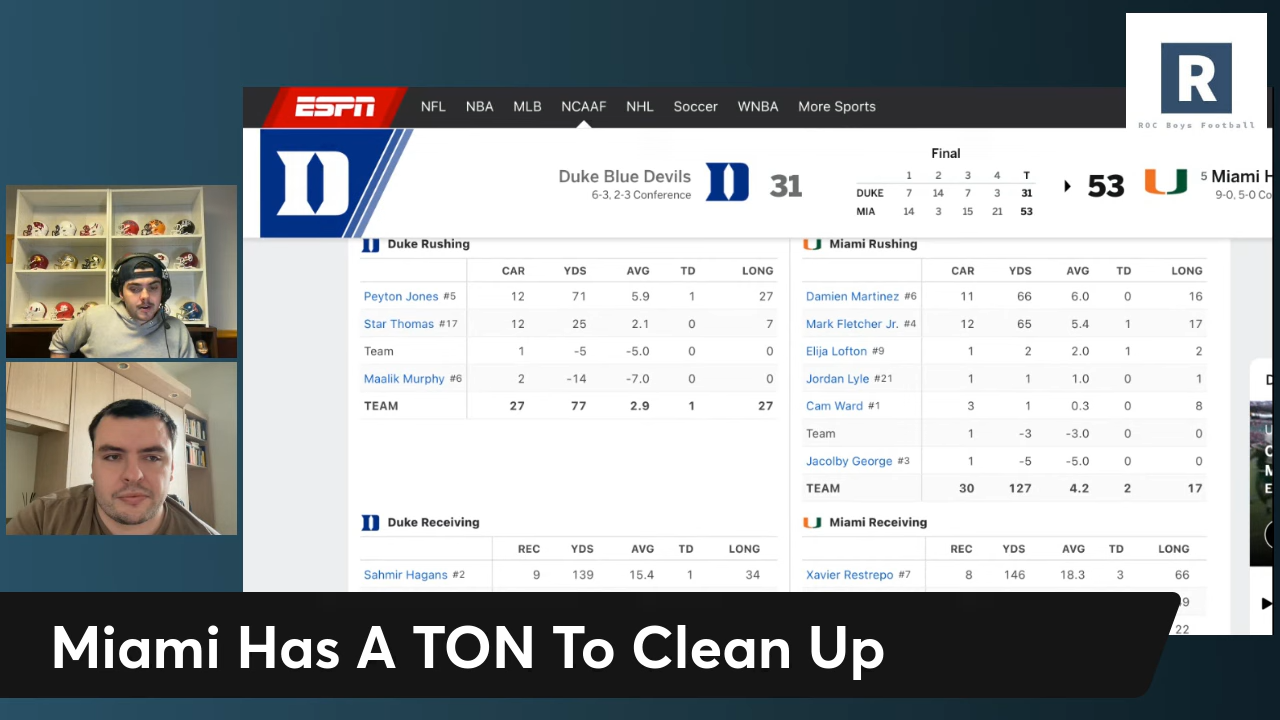 R
ROC Boys Football
ESPN NFL NBA MLB NCAAF NHL Soccer WNBA More Sports
Final
Duke Blue Devils 31 1 2 3 4 T 53 5 Miami H
6-3, 2-3 Conference DUKE 7 14 7 3 31 9-0, 5-0 Co
MIA 14 3 15 21 53
Duke Rushing
CAR YDS AVG TD LONG
Peyton Jones #5 12 71 5.9 1 27
Star Thomas #17 12 25 2.1 0 7
Team 1 -5 -5.0 0 0
Maalik Murphy #6 2 -14 -7.0 0 0
TEAM 27 77 2.9 1 27
Miami Rushing
CAR YDS AVG TD LONG
Damien Martinez #6 11 66 6.0 0 16
Mark Fletcher Jr. #4 12 65 5.4 1 17
Elija Lofton #9 1 2 2.0 1 2
Jordan Lyle #21 1 1 1.0 0 1
Cam Ward #1 3 1 0.3 0 8
Team 1 -3 -3.0 0 0
Jacolby George #3 1 -5 -5.0 0 0
TEAM 30 127 4.2 2 17
Duke Receiving
REC YDS AVG TD LONG
Sahmir Hagans #2 9 139 15.4 1 34
Miami Receiving
REC YDS AVG TD LONG
Xavier Restrepo #7 8 146 18.3 3 66
22
Miami Has A TON To Clean Up